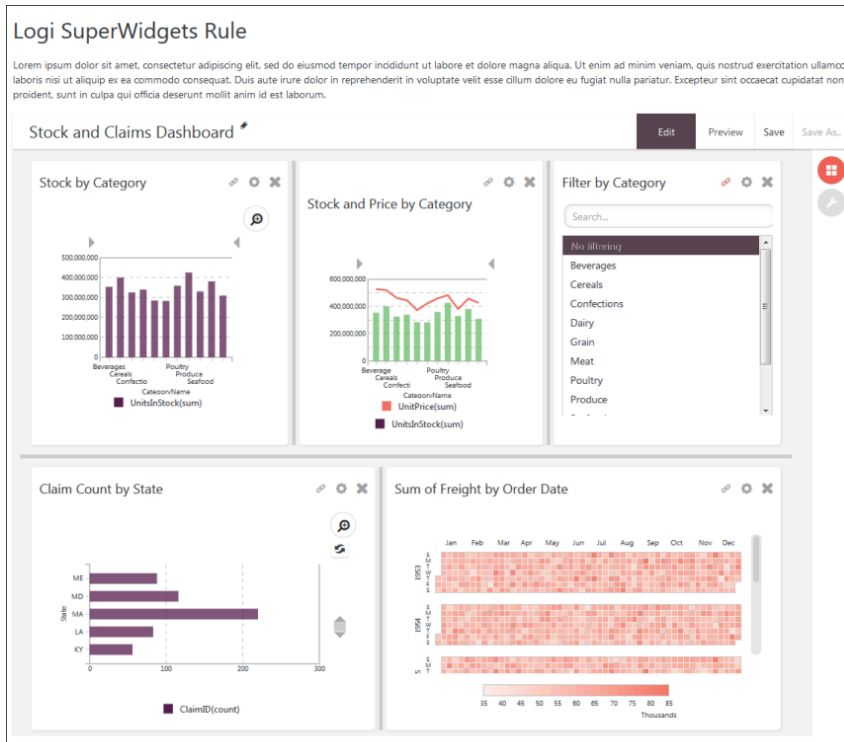 Logi SuperWidgets Rule
Lorem ipsum dolor sit amet, consectetur adipiscing elit, sed do eiusmod tempor incididunt ut labore et dolore magna aliqua. Ut enim ad minim veniam, quis nostrud exercitation ullamco
laboris nisi ut aliquip ex ea commodo consequat. Duis aute irure dolor in reprehenderit in voluptate velit esse cillum dolore eu fugiat nulla pariatur. Excepteur sint occaecat cupidatat non
proident, sunt in culpa qui officia deserunt mollit anim id est laborum.
Stock and Claims Dashboard
Edit Preview Save Save As..
Stock by Category
500,000,000
400,000,000
300,000,000
200,000,000
100,000,000
0
Beverages Poultry
Cereals Produce
Confectio Seafood
CategoryName
UnitsInStock(sum)
Stock and Price by Category
600,000,000
400,000,000
200,000,000
0
Beverage Poultry
Cereals Produce
Confecti Seafood
CategoryName
UnitPrice(sum)
UnitsInStock(sum)
Filter by Category
Search...
No filtering
Beverages
Cereals
Confections
Dairy
Grain
Meat
Poultry
Produce
Claim Count by State
State
ME
MD
MA
LA
KY
0 100 200 300
ClaimID(count)
Sum of Freight by Order Date
Jan Feb Mar Apr May Jun Jul Aug Sep Oct Nov Dec
1953
S
M
T
W
T
F
S
1954
S
M
T
W
T
F
S
5
S
M
T
35 40 45 50 55 60 65 70 75 80 85
Thousands